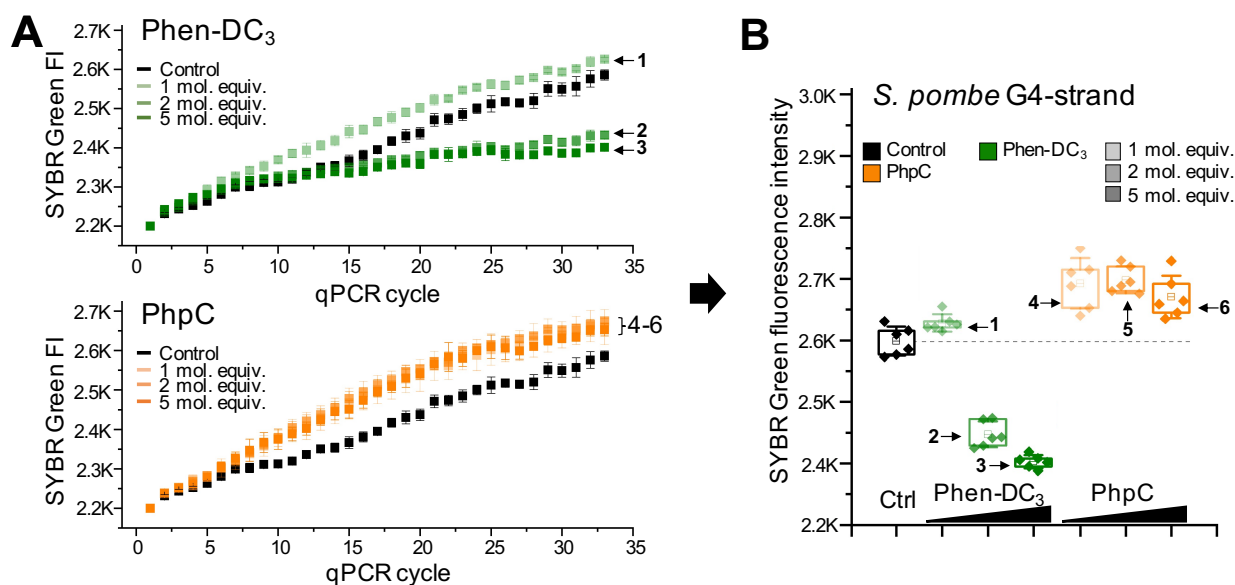 A
Phen-DC₃
Control
1 mol. equiv.
2 mol. equiv.
5 mol. equiv.
SYBR Green FI
2.7K
2.6K
2.5K
2.4K
2.3K
2.2K
1
2
3
0 5 10 15 20 25 30 35
qPCR cycle
PhpC
Control
1 mol. equiv.
2 mol. equiv.
5 mol. equiv.
SYBR Green FI
2.7K
2.6K
2.5K
2.4K
2.3K
2.2K
4-6
0 5 10 15 20 25 30 35
qPCR cycle
B
S. pombe G4-strand
Control
PhpC
Phen-DC₃
1 mol. equiv.
2 mol. equiv.
5 mol. equiv.
SYBR Green fluorescence intensity
3.0K
2.9K
2.8K
2.7K
2.6K
2.5K
2.4K
2.2K
1
2
3
4
5
6
Ctrl Phen-DC₃ PhpC